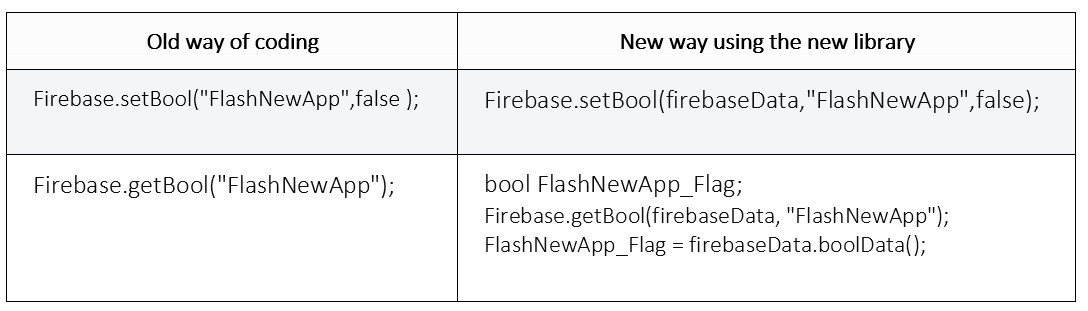 Old way of coding
New way using the new library
Firebase.setBool("FlashNewApp",false );
Firebase.setBool(firebaseData,"FlashNewApp",false);
Firebase.getBool("FlashNewApp");
bool FlashNewApp_Flag;
Firebase.getBool(firebaseData, "FlashNewApp");
FlashNewApp_Flag = firebaseData.boolData();